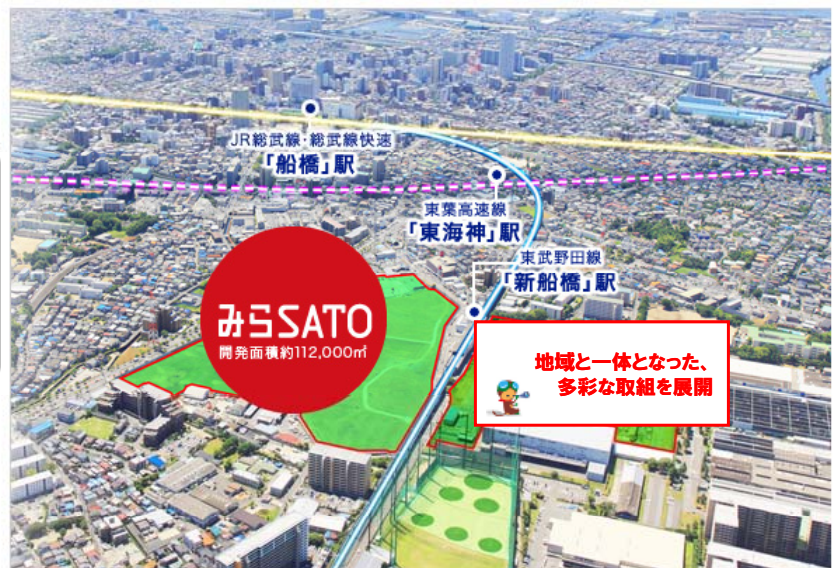 JR総武線・総武線快速
「船橋」駅
東葉高速線
「東海神」駅
東武野田線
「新船橋」駅
みらSATO
開発面積約112,000㎡
地域と一体となった、
多彩な取組を展開